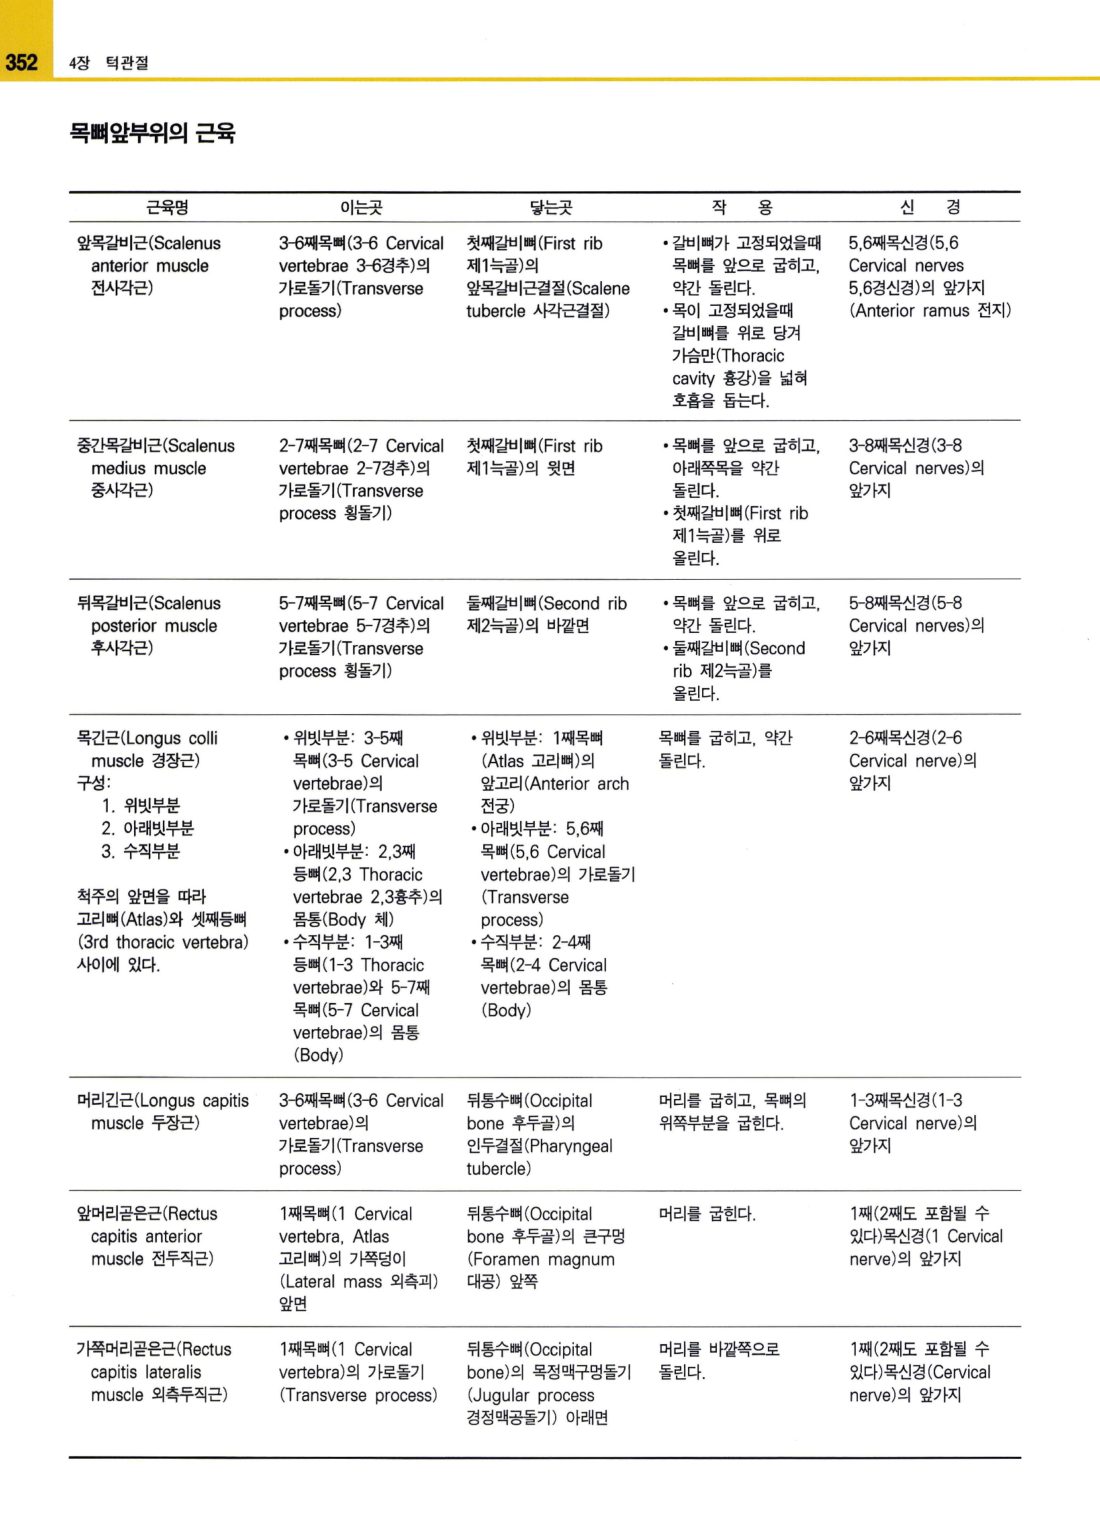 352
4장 턱관절
목뼈앞부위의 근육
근육명 이는곳 닿는곳 작 용 신 경
앞목갈비근(Scalenus
anterior muscle
전사각근)
3-6째목뼈(3-6 Cervical
vertebrae 3-6경추)의
가로돌기(Transverse
process)
첫째갈비뼈(First rib
제1늑골)의
앞목갈비근결절(Scalene
tubercle 사각근결절)
• 갈비뼈가 고정되었을때
목뼈를 앞으로 굽히고,
약간 돌린다.
• 목이 고정되었을때
갈비뼈를 위로 당겨
가슴만(Thoracic
cavity 흉강)을 넓혀
호흡을 돕는다.
5,6째목신경(5,6
Cervical nerves
5,6경신경)의 앞가지
(Anterior ramus 전지)
중간목갈비근(Scalenus
medius muscle
중사각근)
2-7째목뼈(2-7 Cervical
vertebrae 2-7경추)의
가로돌기(Transverse
process 횡돌기)
첫째갈비뼈(First rib
제1늑골)의 윗면
• 목뼈를 앞으로 굽히고,
아래쪽목을 약간
돌린다.
• 첫째갈비뼈(First rib
제1늑골)를 위로
올린다.
3-8째목신경(3-8
Cervical nerves)의
앞가지
뒤목갈비근(Scalenus
posterior muscle
후사각근)
5-7째목뼈(5-7 Cervical
vertebrae 5-7경추)의
가로돌기(Transverse
process 횡돌기)
둘째갈비뼈(Second rib
제2늑골)의 바깥면
• 목뼈를 앞으로 굽히고,
약간 돌린다.
• 둘째갈비뼈(Second
rib 제2늑골)를
올린다.
5-8째목신경(5-8
Cervical nerves)의
앞가지
목긴근(Longus colli
muscle 경장근)
구성:
1. 위빗부분
2. 아래빗부분
3. 수직부분
척주의 앞면을 따라
고리뼈(Atlas)와 셋째등뼈
(3rd thoracic vertebra)
사이에 있다.
• 위빗부분: 3-5째
목뼈(3-5 Cervical
vertebrae)의
가로돌기(Transverse
process)
• 아래빗부분: 2,3째
등뼈(2,3 Thoracic
vertebrae 2,3흉추)의
몸통(Body 체)
• 수직부분: 1-3째
등뼈(1-3 Thoracic
vertebrae)와 5-7째
목뼈(5-7 Cervical
vertebrae)의 몸통
(Body)
• 위빗부분: 1째목뼈
(Atlas 고리뼈)의
앞고리(Anterior arch
전궁)
• 아래빗부분: 5,6째
목뼈(5,6 Cervical
vertebrae)의 가로돌기
(Transverse
process)
• 수직부분: 2-4째
목뼈(2-4 Cervical
vertebrae)의 몸통
(Body)
목뼈를 굽히고, 약간
돌린다.
2-6째목신경(2-6
Cervical nerve)의
앞가지
머리긴근(Longus capitis
muscle 두장근)
3-6째목뼈(3-6 Cervical
vertebrae)의
가로돌기(Transverse
process)
뒤통수뼈(Occipital
bone 후두골)의
인두결절(Pharyngeal
tubercle)
머리를 굽히고, 목뼈의
위쪽부분을 굽힌다.
1-3째목신경(1-3
Cervical nerve)의
앞가지
앞머리곧은근(Rectus
capitis anterior
muscle 전두직근)
1째목뼈(1 Cervical
vertebra, Atlas
고리뼈)의 가쪽덩이
(Lateral mass 외측괴)
앞면
뒤통수뼈(Occipital
bone 후두골)의 큰구멍
(Foramen magnum
대공) 앞쪽
머리를 굽힌다.
1째(2째도 포함될 수
있다)목신경(1 Cervical
nerve)의 앞가지
가쪽머리곧은근(Rectus
capitis lateralis
muscle 외측두직근)
1째목뼈(1 Cervical
vertebra)의 가로돌기
(Transverse process)
뒤통수뼈(Occipital
bone)의 목정맥구멍돌기
(Jugular process
경정맥공돌기) 아래면
머리를 바깥쪽으로
돌린다.
1째(2째도 포함될 수
있다)목신경(Cervical
nerve)의 앞가지